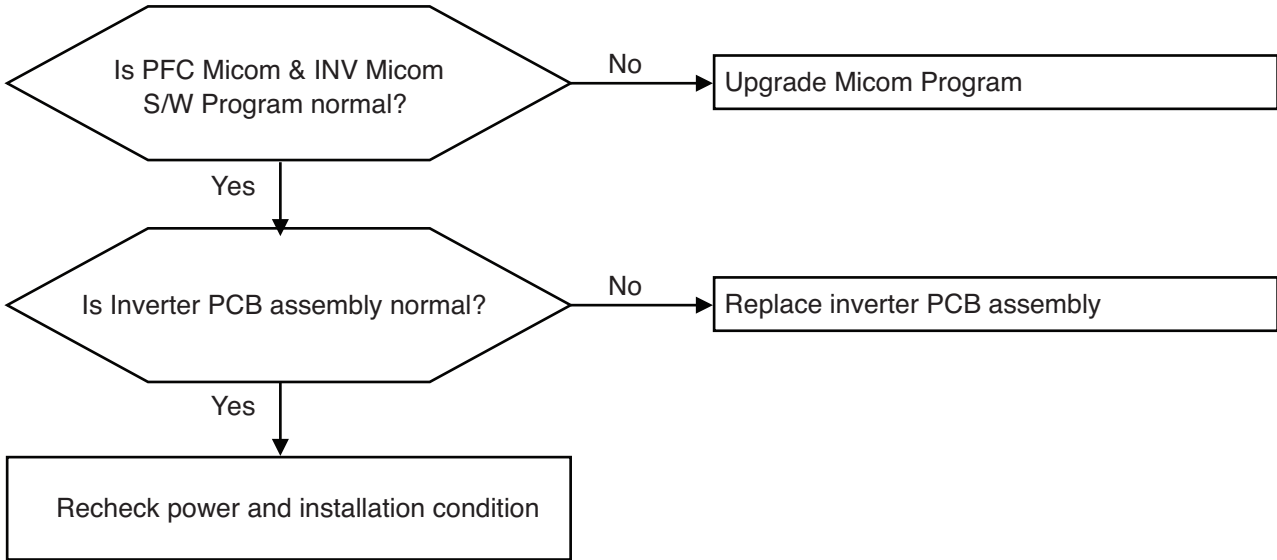 Is PFC Micom & INV Micom
S/W Program normal?
No
Upgrade Micom Program
Yes
Is Inverter PCB assembly normal?
No
Replace inverter PCB assembly
Yes
Recheck power and installation condition